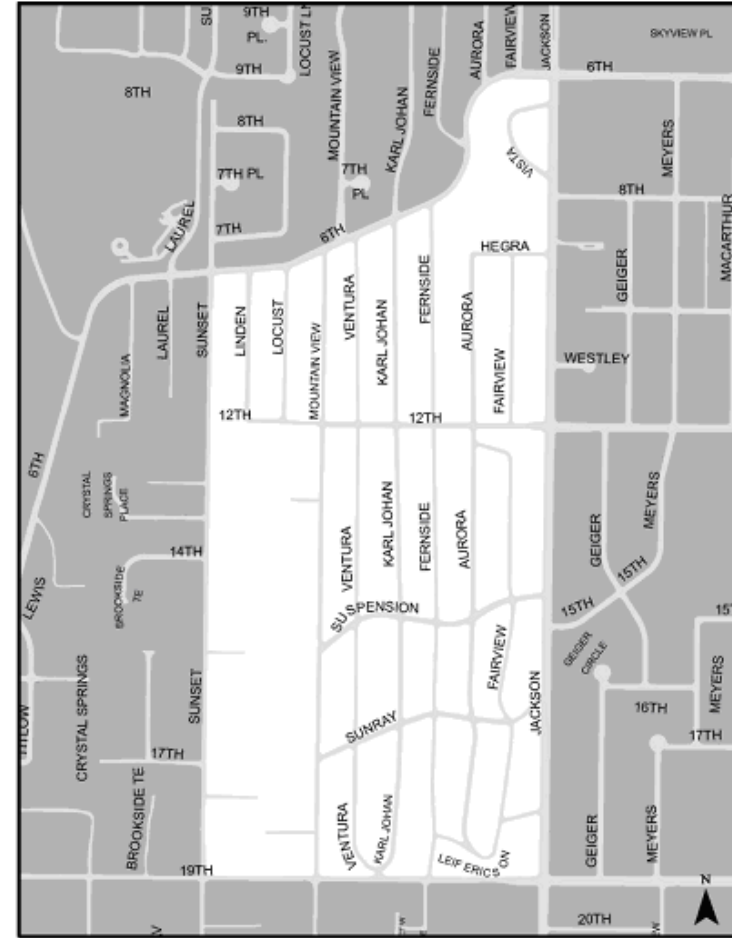 SU
9TH
PL.
LOCUST LN
MOUNTAIN VIEW
KARL JOHAN
FERNSIDE
AURORA
FAIRVIEW
JACKSON
SKYVIEW PL
9TH
6TH
8TH
8TH
MEYERS
7TH PL
7TH
PL
VISTA
8TH
LAUREL
7TH
6TH
HEGRA
GEIGER
MACARTHUR
MAGNOLIA
LAUREL
SUNSET
LINDEN
LOCUST
MOUNTAIN VIEW
VENTURA
KARL JOHAN
FERNSIDE
AURORA
FAIRVIEW
WESTLEY
12TH
12TH
6TH
CRYSTAL
SPRINGS
PLACE
VENTURA
KARL JOHAN
FERNSIDE
AURORA
GEIGER
MEYERS
14TH
BROOKSIDE
TE
LEWIS
SUSPENSION
15TH
15TH
15
GEIGER
CIRCLE
FAIRVIEW
CRYSTAL SPRINGS
SUNSET
JACKSON
MEYERS
16TH
SUNRAY
17TH
17TH
BROOKSIDE TE
VENTURA
KARL JOHAN
LEIF ERICSON
GEIGER
MEYERS
19TH
N
20TH